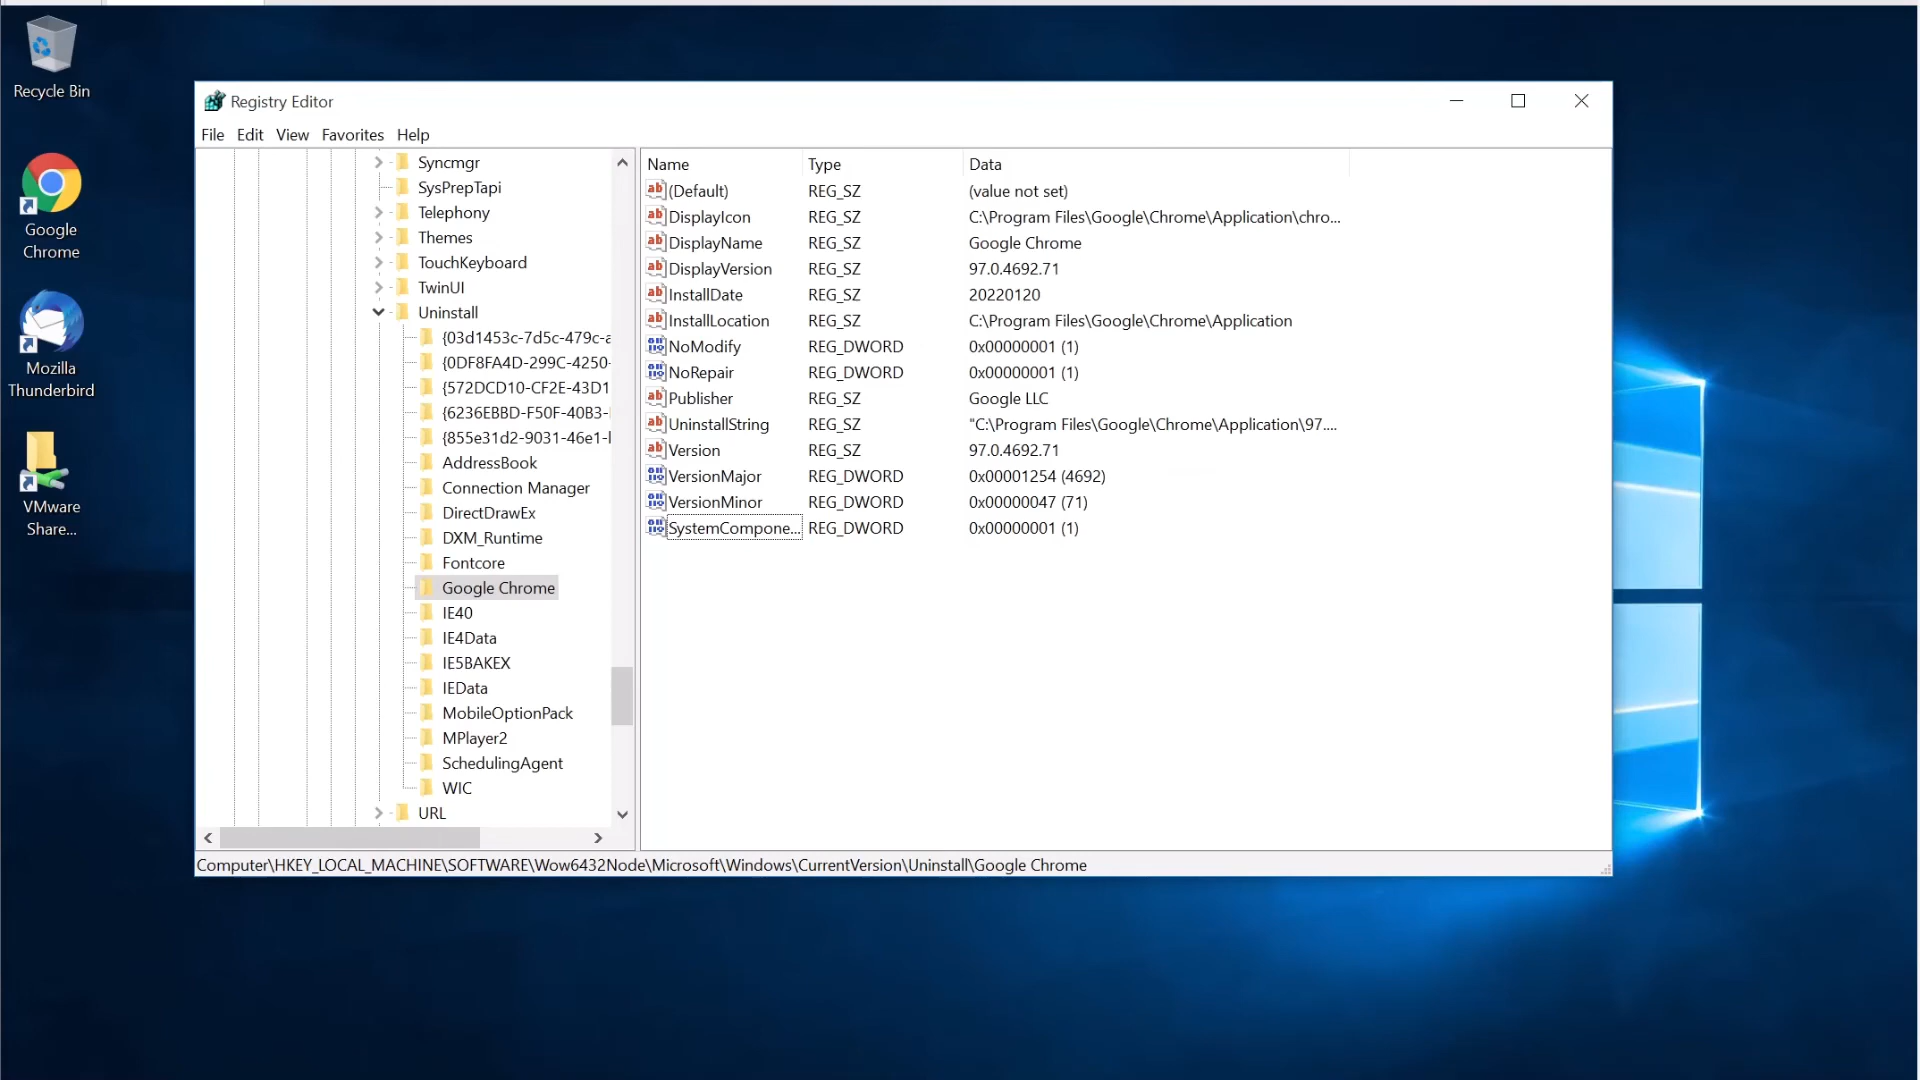 Recycle Bin
Google
Chrome
Mozilla
Thunderbird
VMware
Share...
Registry Editor
File Edit View Favorites Help
Syncmgr
SysPrepTapi
Telephony
Themes
TouchKeyboard
TwinUI
Uninstall
{03d1453c-7d5c-479c-a
{0DF8FA4D-299C-4250-
{572DCD10-CF2E-43D1
{6236EBBD-F50F-40B3-
{855e31d2-9031-46e1-
AddressBook
Connection Manager
DirectDrawEx
DXM_Runtime
Fontcore
Google Chrome
IE40
IE4Data
IE5BAKEX
IEData
MobileOptionPack
MPlayer2
SchedulingAgent
WIC
URL
Name Type Data
(Default) REG_SZ (value not set)
DisplayIcon REG_SZ C:\Program Files\Google\Chrome\Application\chro...
DisplayName REG_SZ Google Chrome
DisplayVersion REG_SZ 97.0.4692.71
InstallDate REG_SZ 20220120
InstallLocation REG_SZ C:\Program Files\Google\Chrome\Application
NoModify REG_DWORD 0x00000001 (1)
NoRepair REG_DWORD 0x00000001 (1)
Publisher REG_SZ Google LLC
UninstallString REG_SZ "C:\Program Files\Google\Chrome\Application\97....
Version REG_SZ 97.0.4692.71
VersionMajor REG_DWORD 0x00001254 (4692)
VersionMinor REG_DWORD 0x00000047 (71)
SystemCompone... REG_DWORD 0x00000001 (1)
Computer\HKEY_LOCAL_MACHINE\SOFTWARE\Wow6432Node\Microsoft\Windows\CurrentVersion\Uninstall\Google Chrome